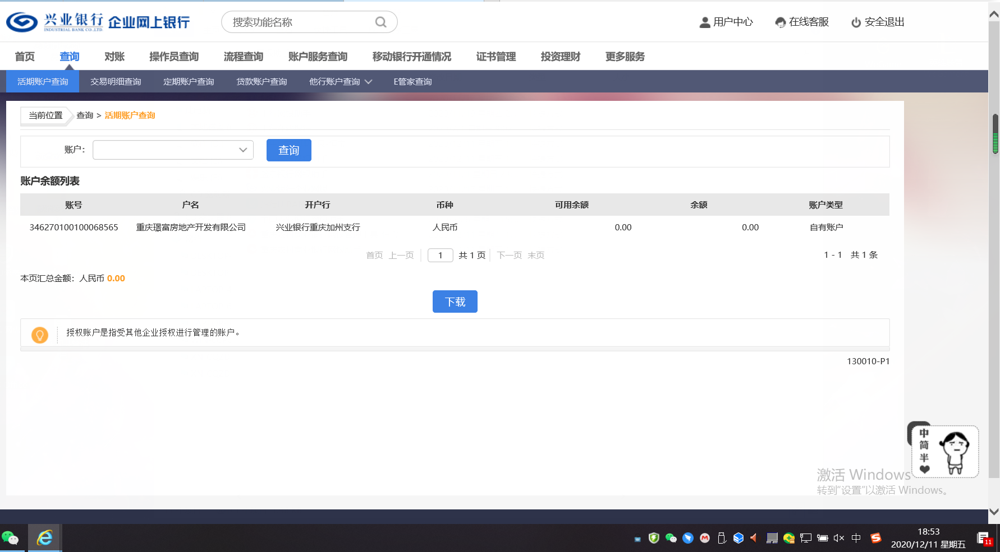 兴业银行 企业网上银行
INDUSTRIAL BANK CO.,LTD.
搜索功能名称
用户中心 在线客服 安全退出
首页 查询 对账 操作员查询 流程查询 账户服务查询 移动银行开通情况 证书管理 投资理财 更多服务
活期账户查询 交易明细查询 定期账户查询 贷款账户查询 他行账户查询 E管家查询
当前位置 查询 > 活期账户查询
账户： 查询
账户余额列表
账号 户名 开户行 币种 可用余额 余额 账户类型
346270100100068565 重庆璟富房地产开发有限公司 兴业银行重庆加州支行 人民币 0.00 0.00 自有账户
首页 上一页 1 共 1 页 下一页 末页 1 - 1 共 1 条
本页汇总金额：人民币 0.00
下载
授权账户是指受其他企业授权进行管理的账户。
130010-P1
中
简
半
激活 Windows
转到“设置”以激活 Windows。
中
18:53
2020/12/11 星期五
11